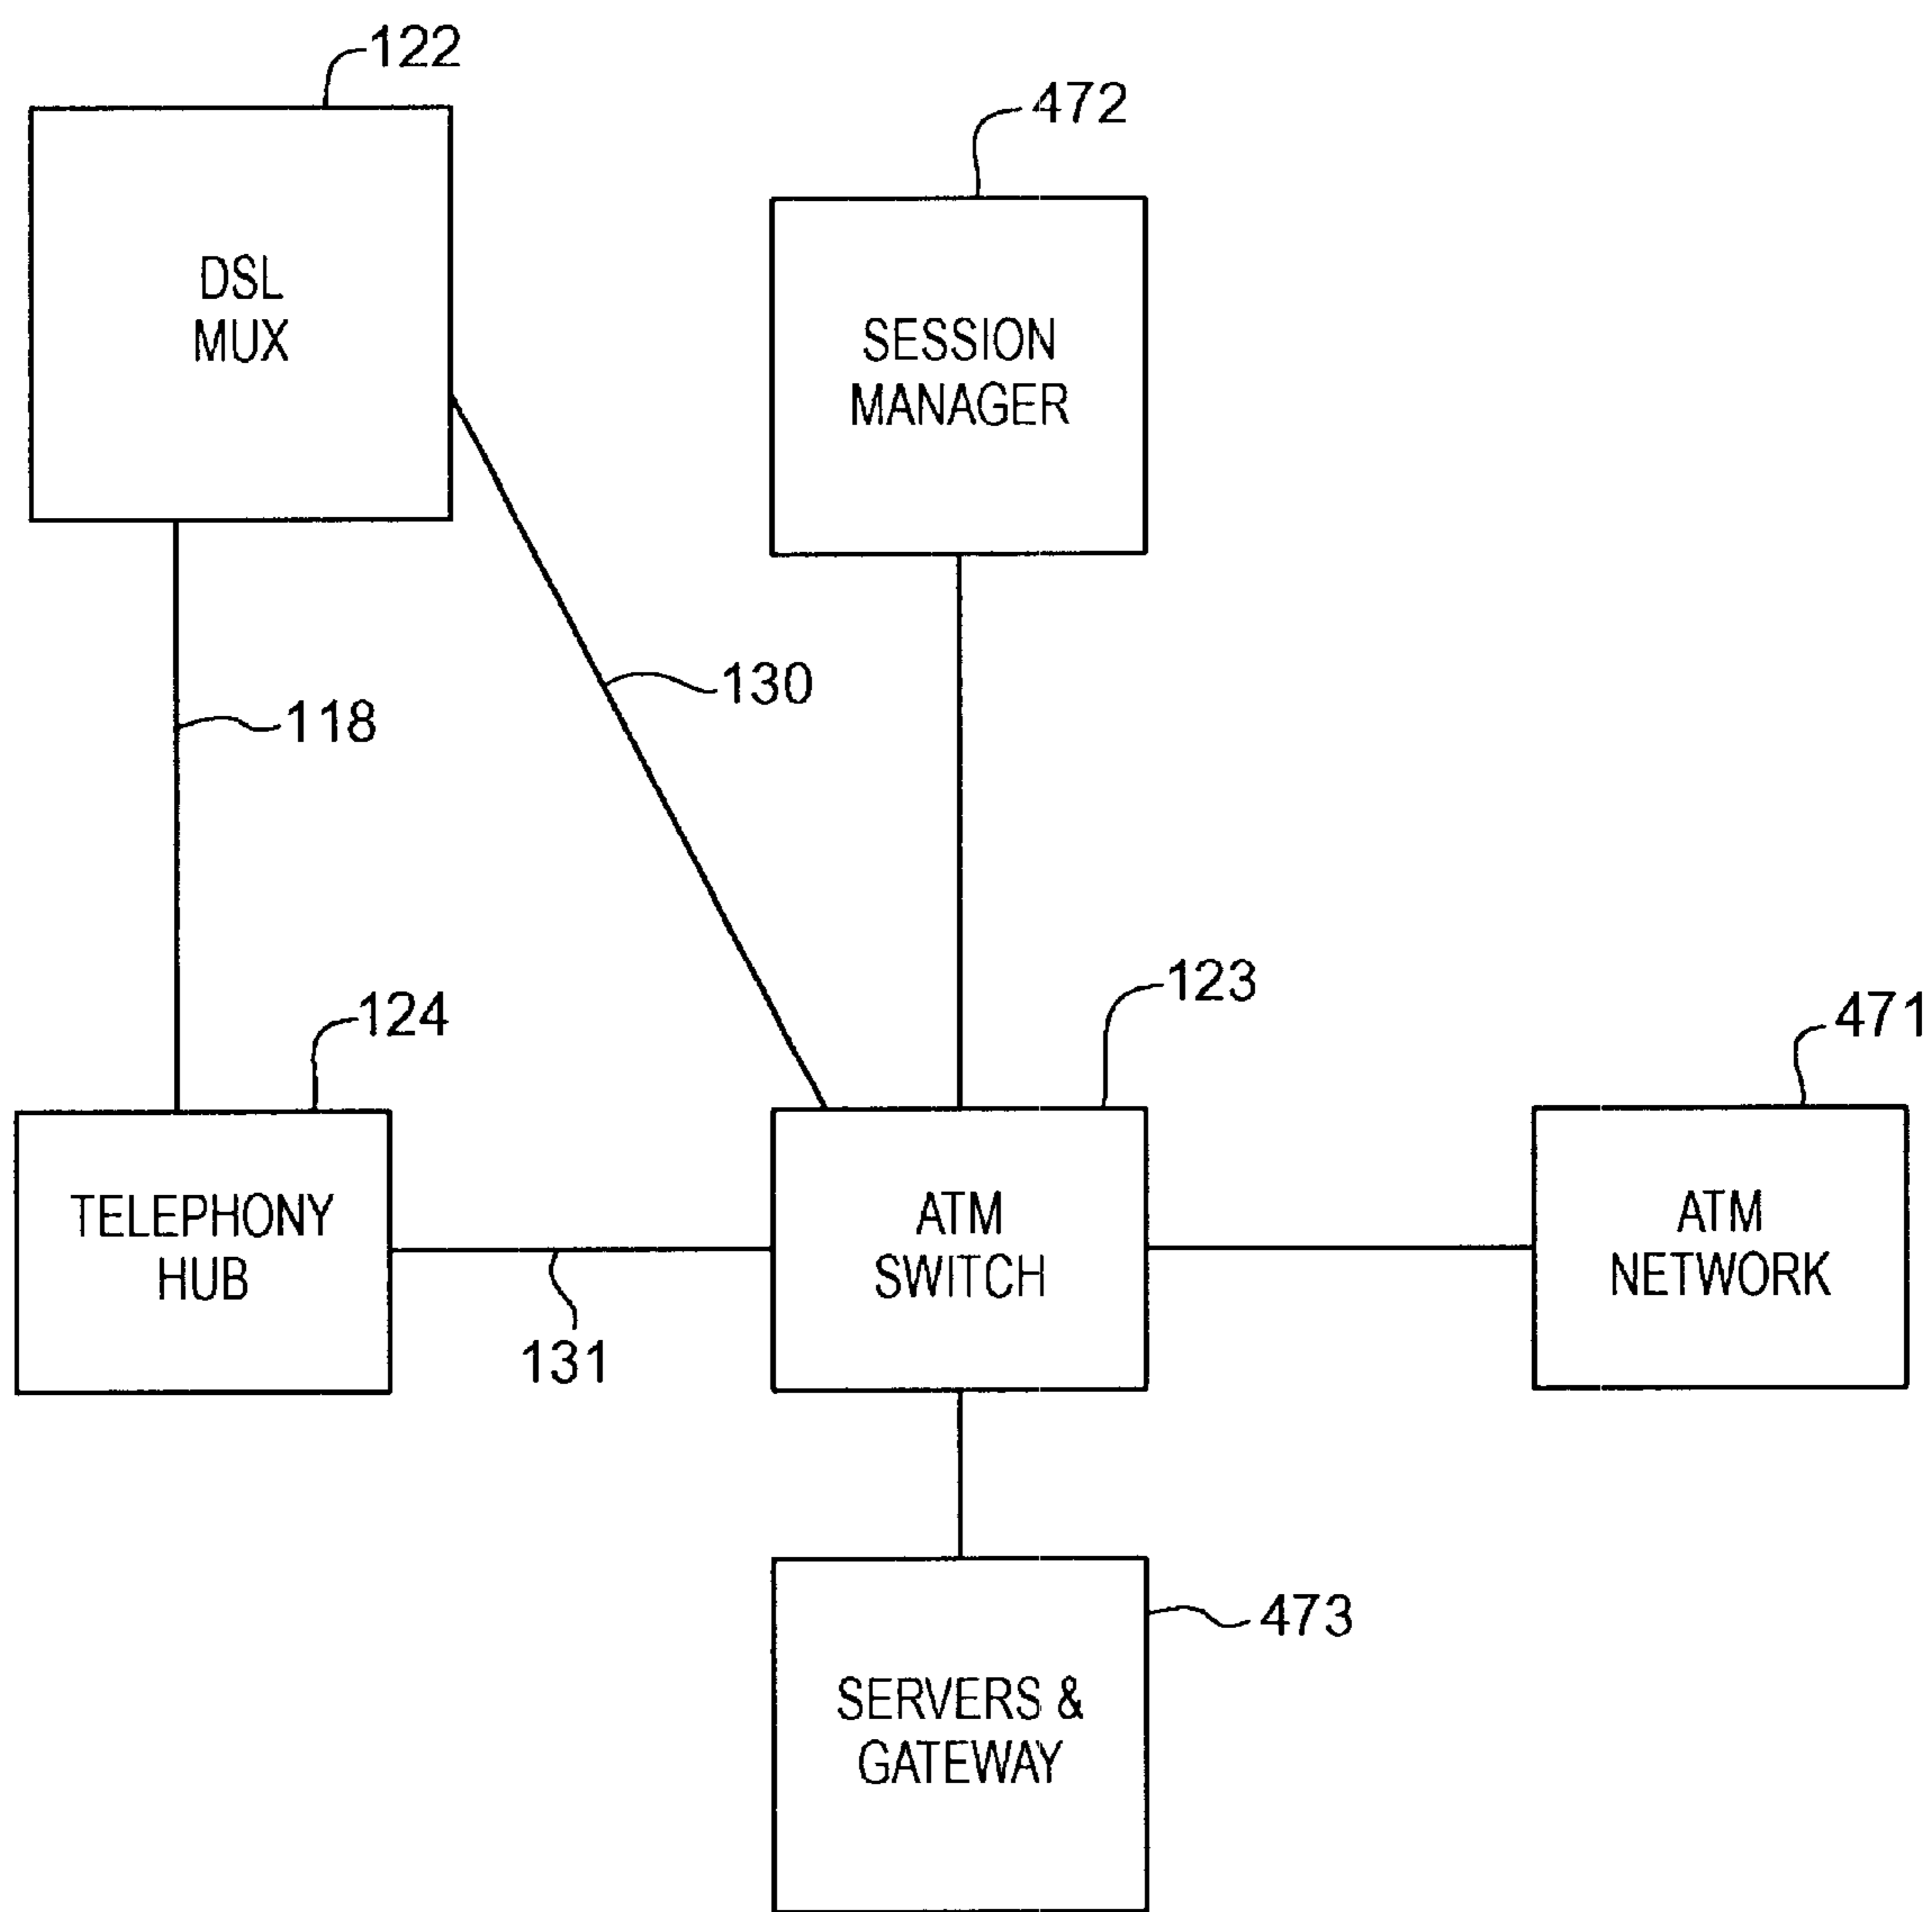 122
472
DSL
MUX
SESSION
MANAGER
130
118
123
124
471
TELEPHONY
HUB
ATM
SWITCH
ATM
NETWORK
131
473
SERVERS &
GATEWAY